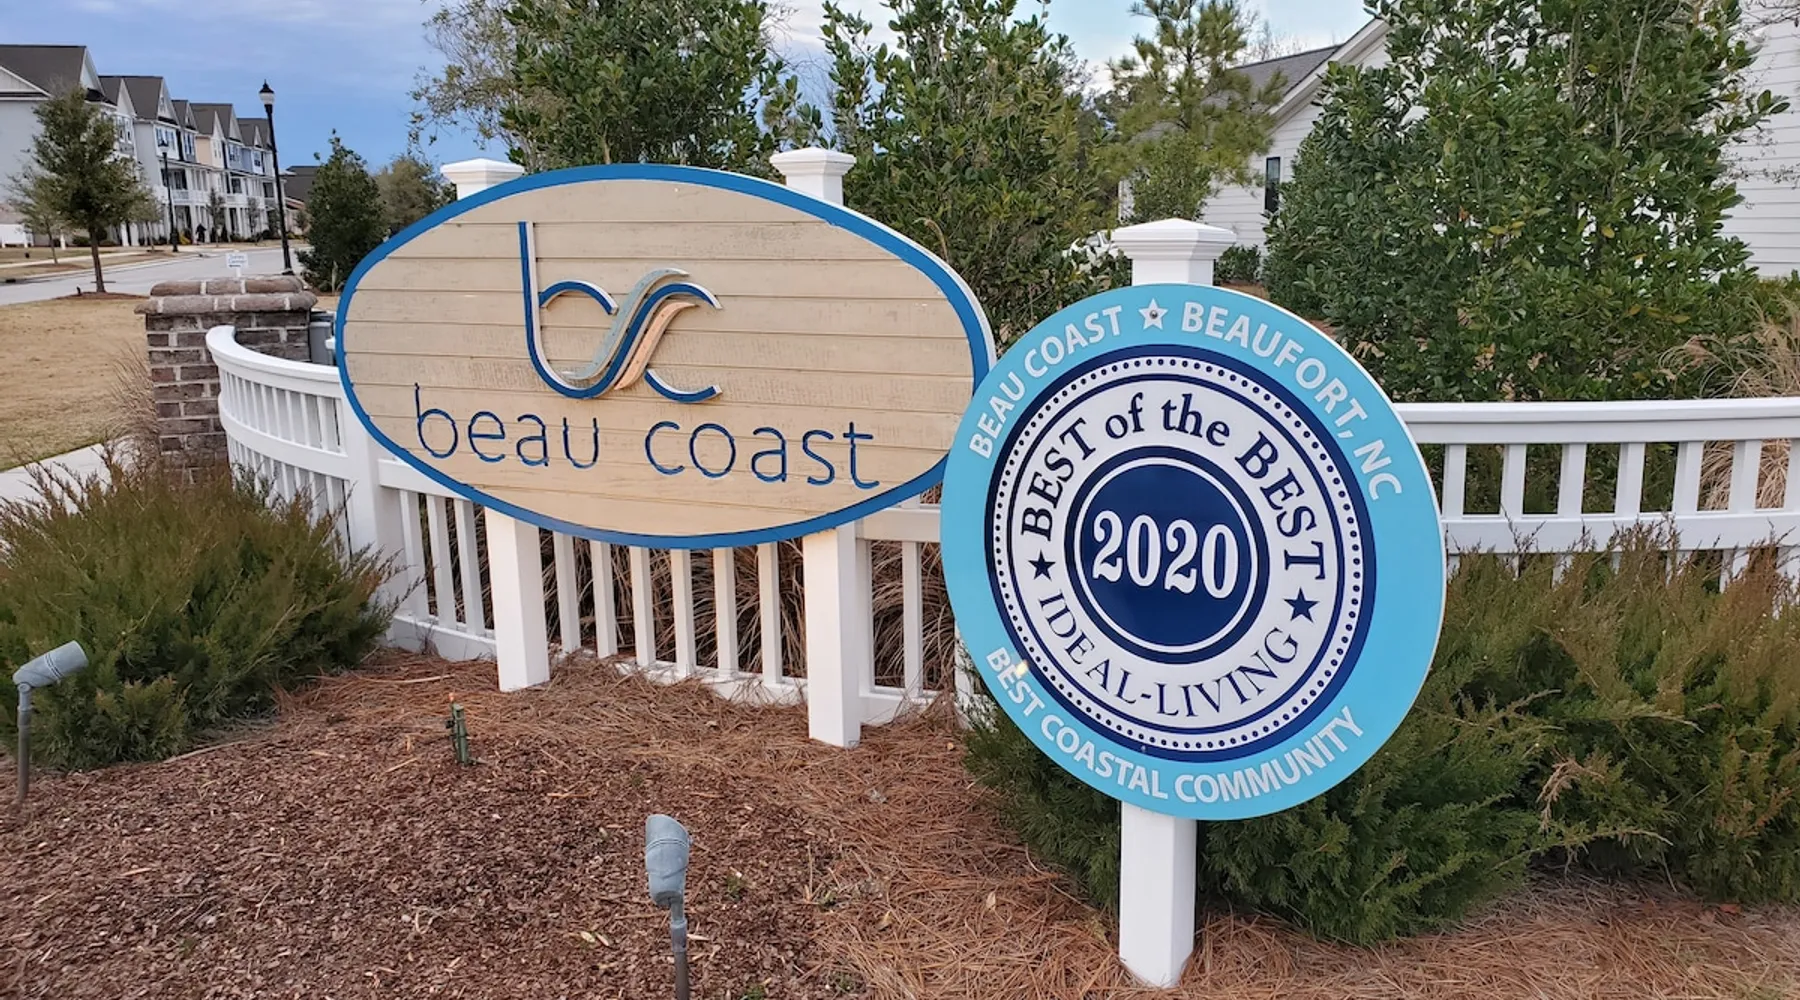 bc
beau coast
BEAU COAST ★ BEAUFORT, NC
BEST of the BEST
2020
★ IDEAL-LIVING ★
BEST COASTAL COMMUNITY